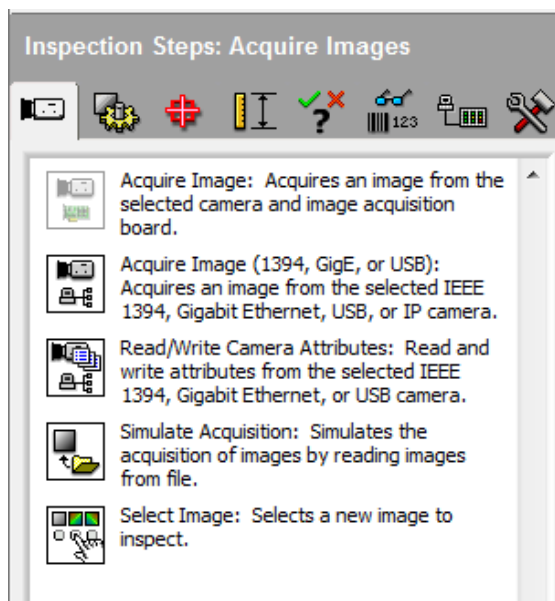 Inspection Steps: Acquire Images
?
123
Acquire Image:  Acquires an image from the
selected camera and image acquisition
board.
Acquire Image (1394, GigE, or USB):
Acquires an image from the selected IEEE
1394, Gigabit Ethernet, USB, or IP camera.
Read/Write Camera Attributes:  Read and
write attributes from the selected IEEE
1394, Gigabit Ethernet, or USB camera.
Simulate Acquisition:  Simulates the
acquisition of images by reading images
from file.
Select Image:  Selects a new image to
inspect.